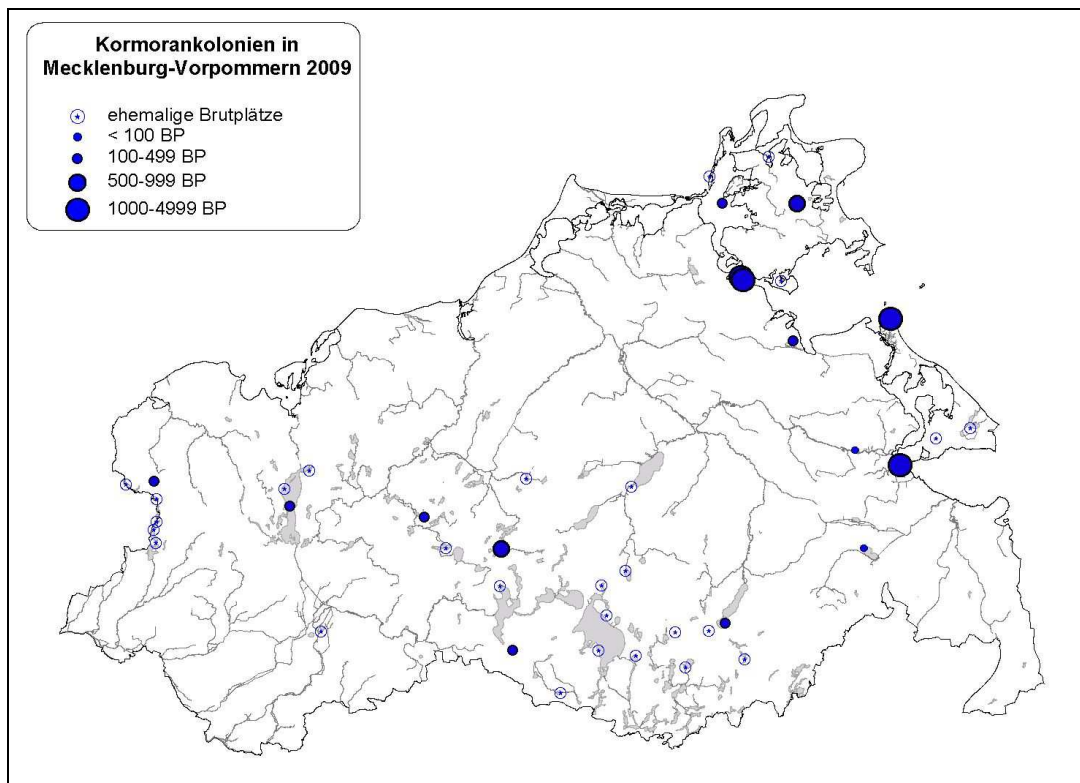 Kormorankolonien in
Mecklenburg-Vorpommern 2009
ehemalige Brutplätze
< 100 BP
100-499 BP
500-999 BP
1000-4999 BP